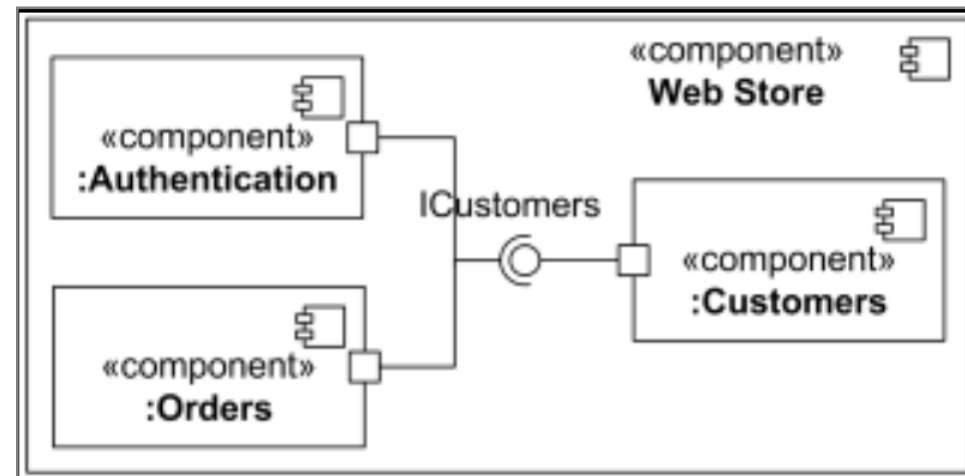 «component»
Web Store
«component»
:Authentication
ICustomers
«component»
:Customers
«component»
:Orders